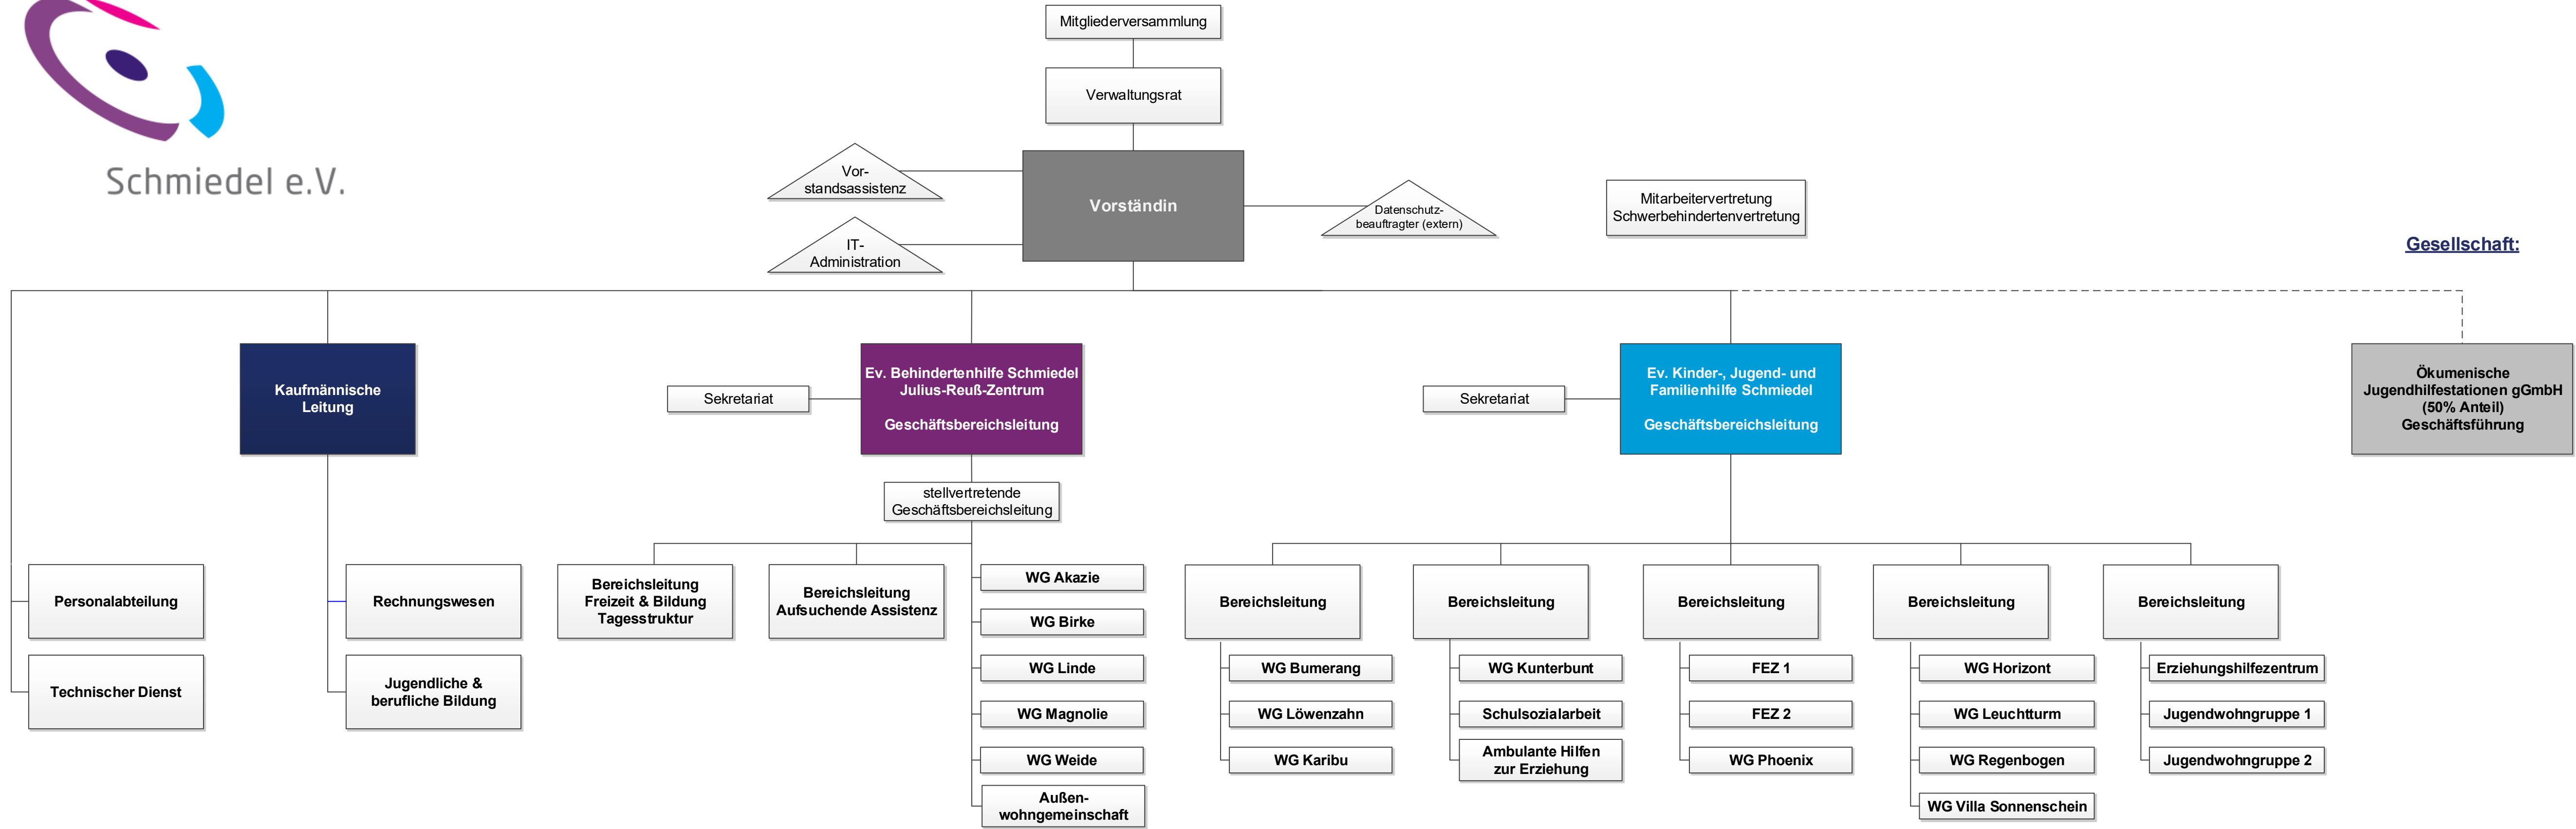 Schmiedel e.V.
Mitgliederversammlung
Verwaltungsrat
Vorständin
Vor-
standsassistenz
IT-
Administration
Datenschutz-
beauftragter (extern)
Mitarbeitervertretung
Schwerbehindertenvertretung
Gesellschaft:
Kaufmännische
Leitung
Sekretariat
Ev. Behindertenhilfe Schmiedel
Julius-Reuß-Zentrum
Geschäftsbereichsleitung
Sekretariat
Ev. Kinder-, Jugend- und
Familienhilfe Schmiedel
Geschäftsbereichsleitung
Ökumenische
Jugendhilfestationen gGmbH
(50% Anteil)
Geschäftsführung
stellvertretende
Geschäftsbereichsleitung
Personalabteilung
Technischer Dienst
Rechnungswesen
Jugendliche &
berufliche Bildung
Bereichsleitung
Freizeit & Bildung
Tagesstruktur
Bereichsleitung
Aufsuchende Assistenz
WG Akazie
WG Birke
WG Linde
WG Magnolie
WG Weide
Außen-
wohngemeinschaft
Bereichsleitung
WG Bumerang
WG Löwenzahn
WG Karibu
Bereichsleitung
WG Kunterbunt
Schulsozialarbeit
Ambulante Hilfen
zur Erziehung
Bereichsleitung
FEZ 1
FEZ 2
WG Phoenix
Bereichsleitung
WG Horizont
WG Leuchtturm
WG Regenbogen
WG Villa Sonnenschein
Bereichsleitung
Erziehungshilfezentrum
Jugendwohngruppe 1
Jugendwohngruppe 2